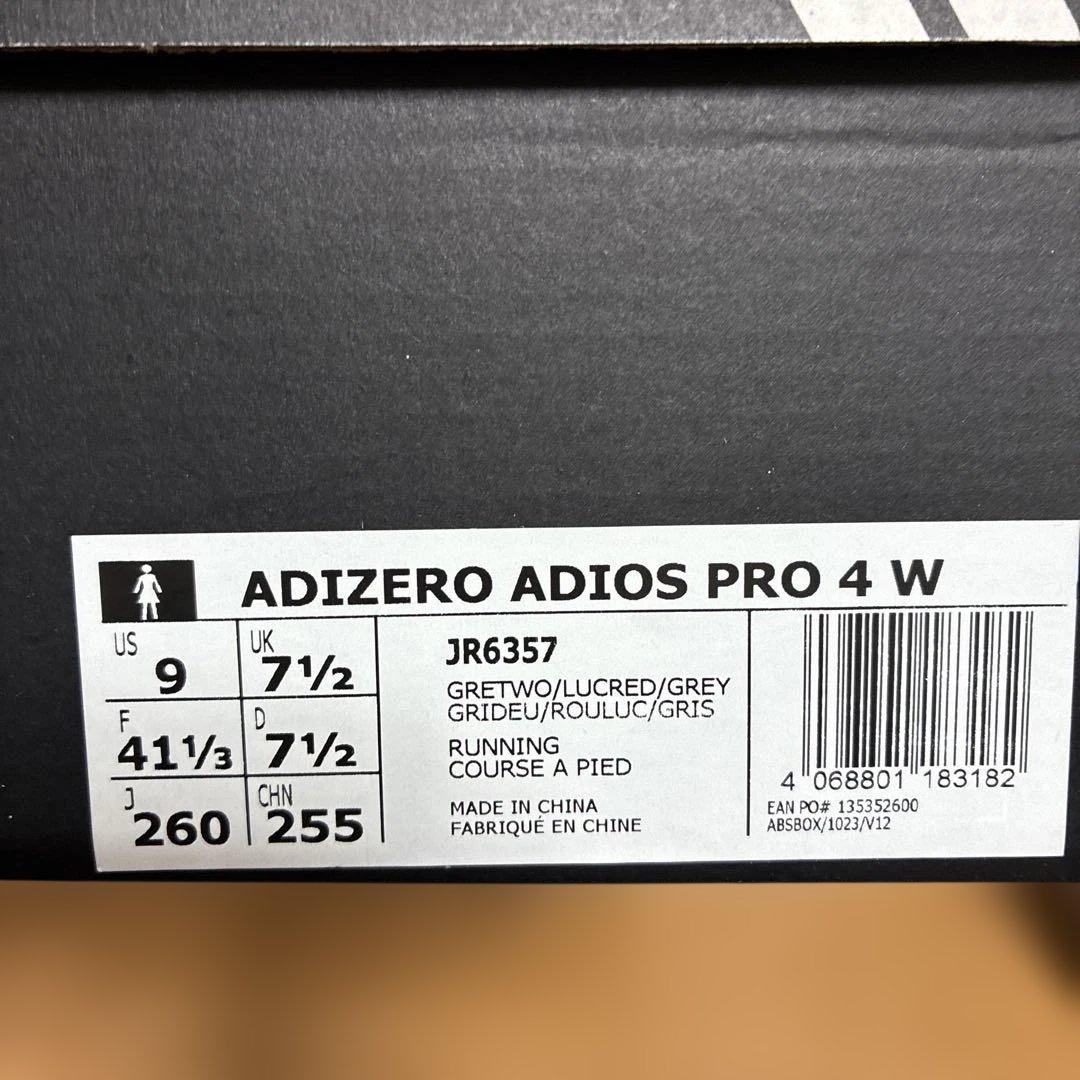 ADIZERO ADIOS PRO 4 W
US
9
UK
7½
F
41⅓
D
7½
J
260
CHN
255
JR6357
GRETWO/LUCRED/GREY
GRIDEU/ROULUC/GRIS
RUNNING
COURSE A PIED
MADE IN CHINA
FABRIQUÉ EN CHINE
4 068801 183182
EAN PO# 135352600
ABSBOX/1023/V12